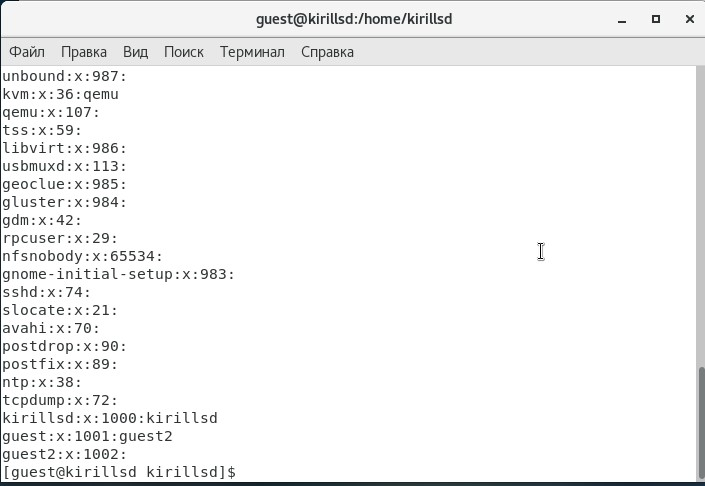 guest@kirillsd:/home/kirillsd
Файл Правка Вид Поиск Терминал Справка
unbound:x:987:
kvm:x:36:qemu
qemu:x:107:
tss:x:59:
libvirt:x:986:
usbmuxd:x:113:
geoclue:x:985:
gluster:x:984:
gdm:x:42:
rpcuser:x:29:
nfsnobody:x:65534:
gnome-initial-setup:x:983:
sshd:x:74:
slocate:x:21:
avahi:x:70:
postdrop:x:90:
postfix:x:89:
ntp:x:38:
tcpdump:x:72:
kirillsd:x:1000:kirillsd
guest:x:1001:guest2
guest2:x:1002:
[guest@kirillsd kirillsd]$